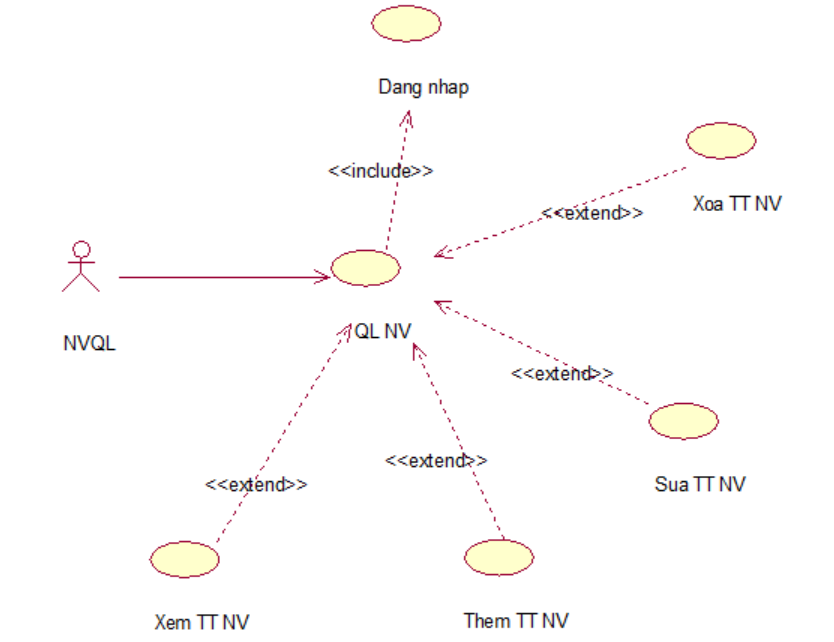 Dang nhap
<<include>>
Xoa TT NV
<<extend>>
QL NV
NVQL
<<extend>>
<<extend>>
<<extend>>
Sua TT NV
Xem TT NV
Them TT NV